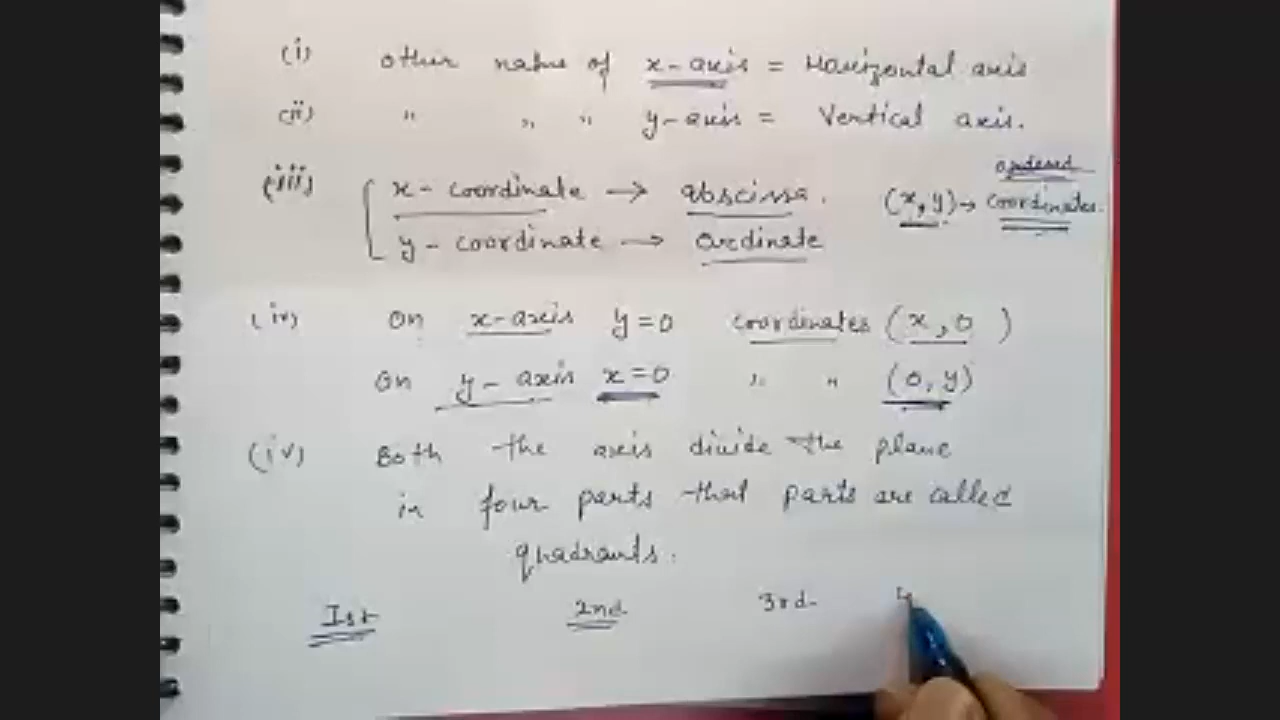 (i) other name of x-axis = Horizontal axis
(ii) " " " y-axis = Vertical axis.
ordered
(iii) x - coordinate → abscissa. (x, y) → coordinates.
y - coordinate → ordinate
(iv) On x-axis y = 0 coordinates (x, 0)
On y-axis x = 0 " " (0, y)
(iv) Both the axis divide the plane
in four parts that parts are called
quadrants.
Ist 2nd 3rd